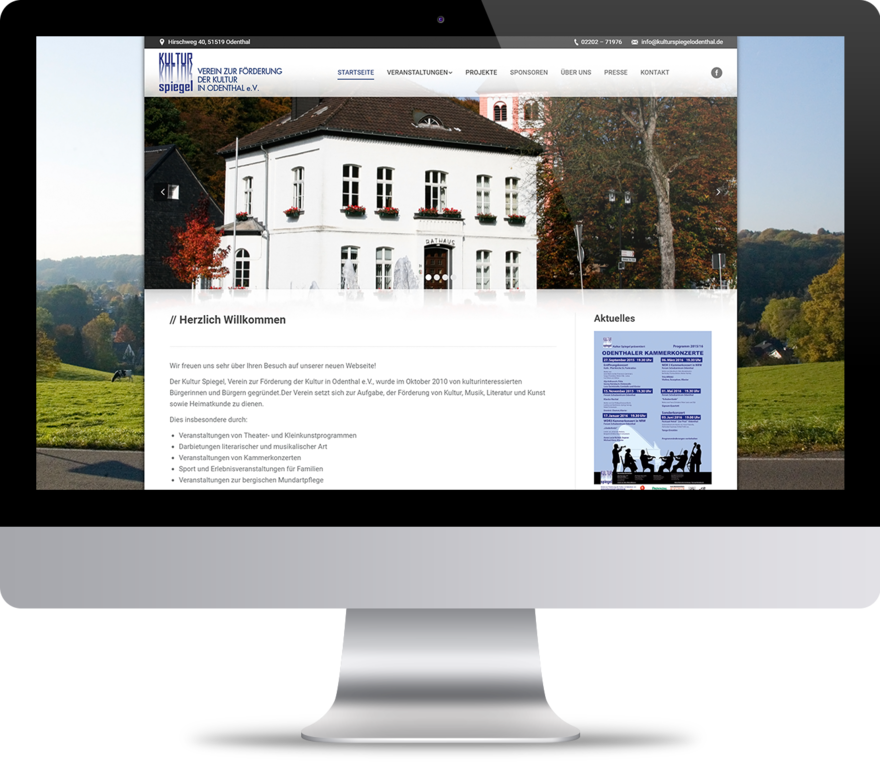 Hirschweg 40, 51519 Odenthal
02202 – 71976
info@kulturspiegelodenthal.de
KULTUR
spiegel
VEREIN ZUR FÖRDERUNG
DER KULTUR
IN ODENTHAL e.V.
STARTSEITE
VERANSTALTUNGEN
PROJEKTE
SPONSOREN
ÜBER UNS
PRESSE
KONTAKT
RATHAUS
// Herzlich Willkommen
Wir freuen uns sehr über Ihren Besuch auf unserer neuen Webseite!
Der Kultur Spiegel, Verein zur Förderung der Kultur in Odenthal e.V., wurde im Oktober 2010 von kulturinteressierten
Bürgerinnen und Bürgern gegründet.Der Verein setzt sich zur Aufgabe, der Förderung von Kultur, Musik, Literatur und Kunst
sowie Heimatkunde zu dienen.
Dies insbesondere durch:
Veranstaltungen von Theater- und Kleinkunstprogrammen
Darbietungen literarischer und musikalischer Art
Veranstaltungen von Kammerkonzerten
Sport und Erlebnisveranstaltungen für Familien
Veranstaltungen zur bergischen Mundartpflege
Aktuelles
ODENTHALER KAMMERKONZERTE
spiegel